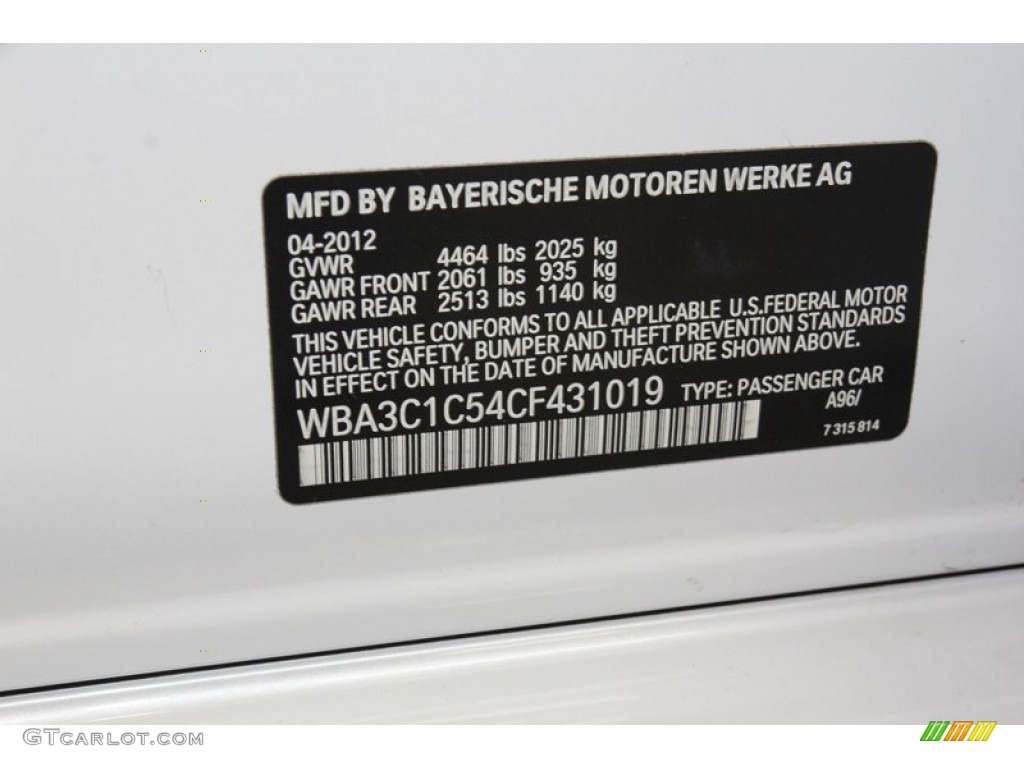 MFD BY BAYERISCHE MOTOREN WERKE AG
04-2012
GVWR 4464 lbs 2025 kg
GAWR FRONT 2061 lbs 935 kg
GAWR REAR 2513 lbs 1140 kg
THIS VEHICLE CONFORMS TO ALL APPLICABLE U.S.FEDERAL MOTOR
VEHICLE SAFETY, BUMPER AND THEFT PREVENTION STANDARDS
IN EFFECT ON THE DATE OF MANUFACTURE SHOWN ABOVE.
WBA3C1C54CF431019 TYPE: PASSENGER CAR
A96/
7 315 814
GTCARLOT.COM